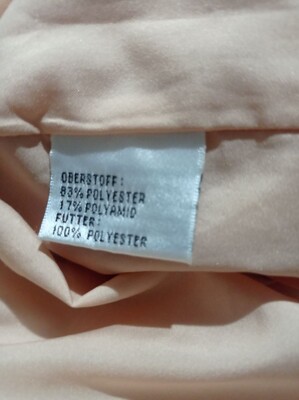 OBERSTOFF:
83% POLYESTER
17% POLYAMID
FUTTER:
100% POLYESTER